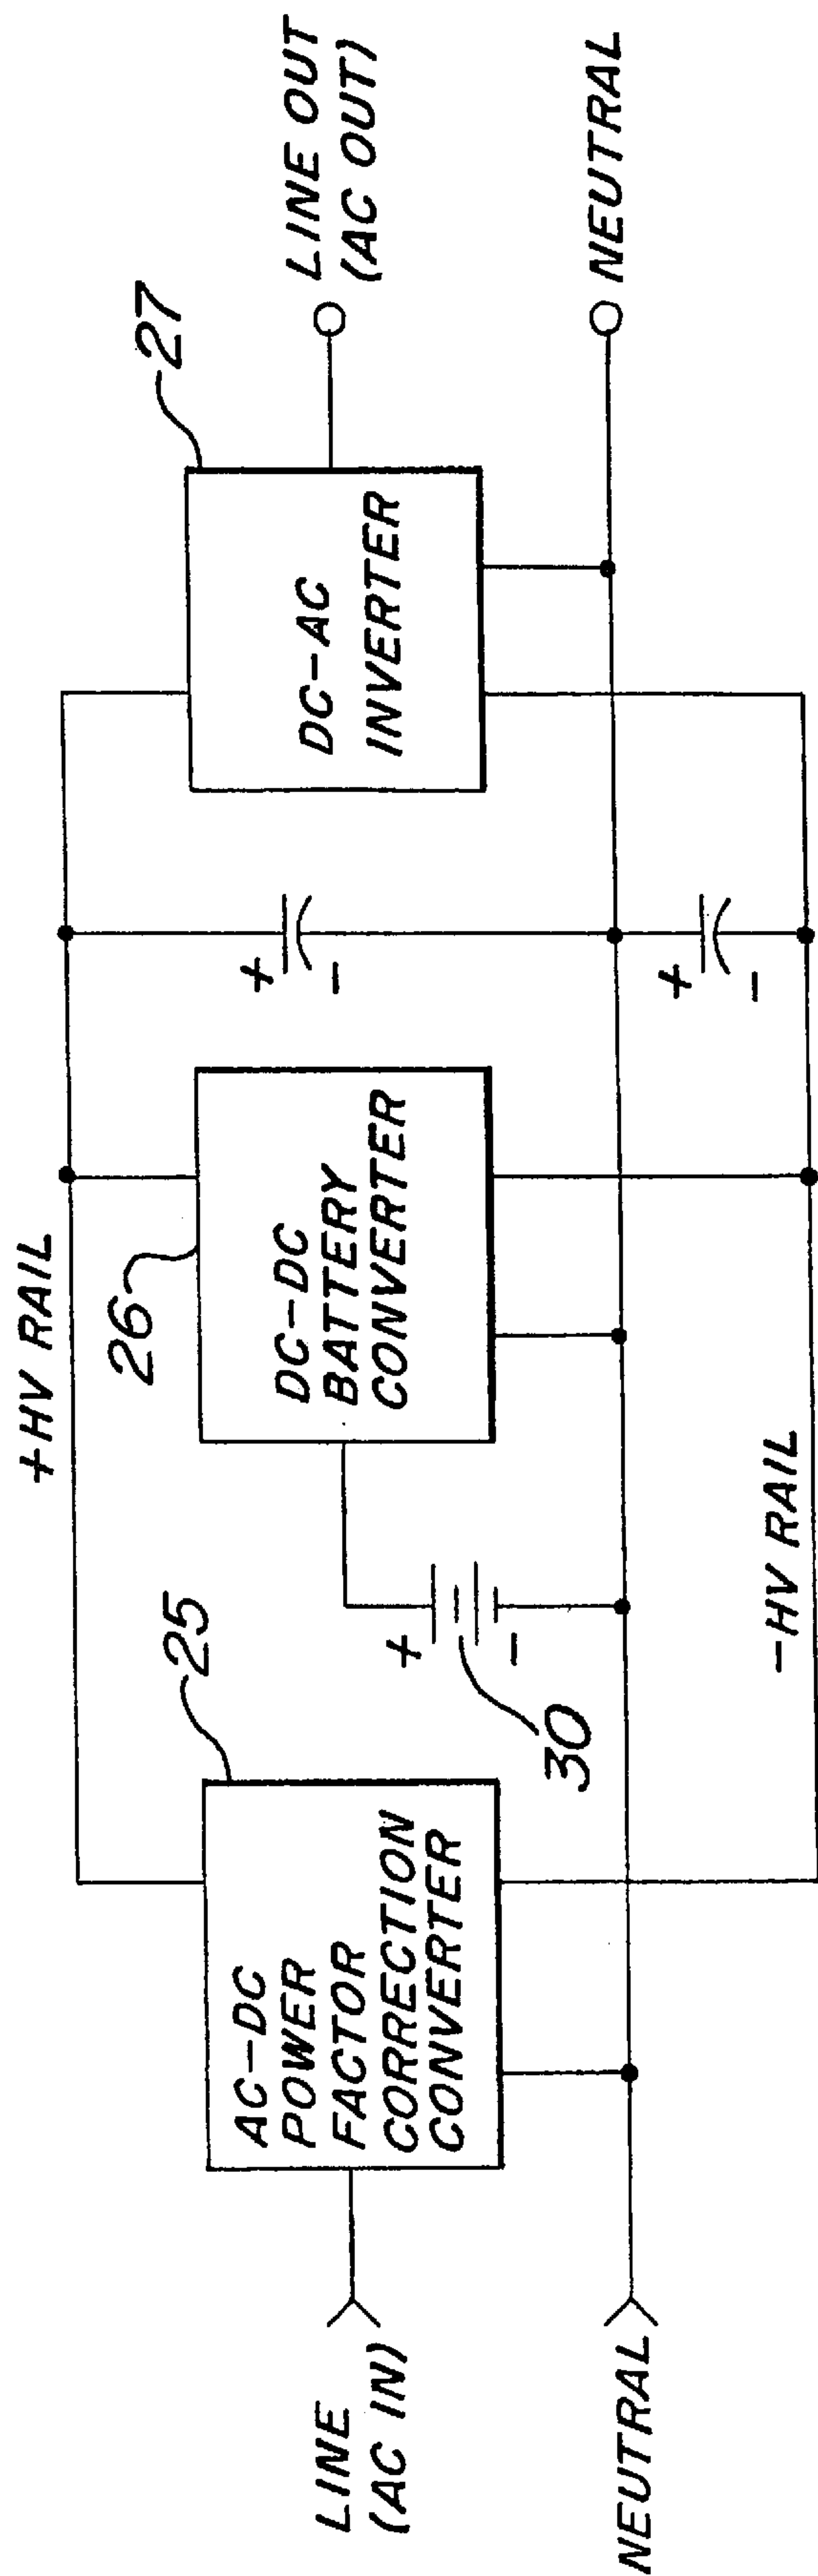 +HV RAIL
LINE
(AC IN)
AC-DC
POWER
FACTOR
CORRECTION
CONVERTER
25
+
-
30
DC-DC
BATTERY
CONVERTER
26
+
-
+
-
DC-AC
INVERTER
27
LINE OUT
(AC OUT)
NEUTRAL
NEUTRAL
-HV RAIL